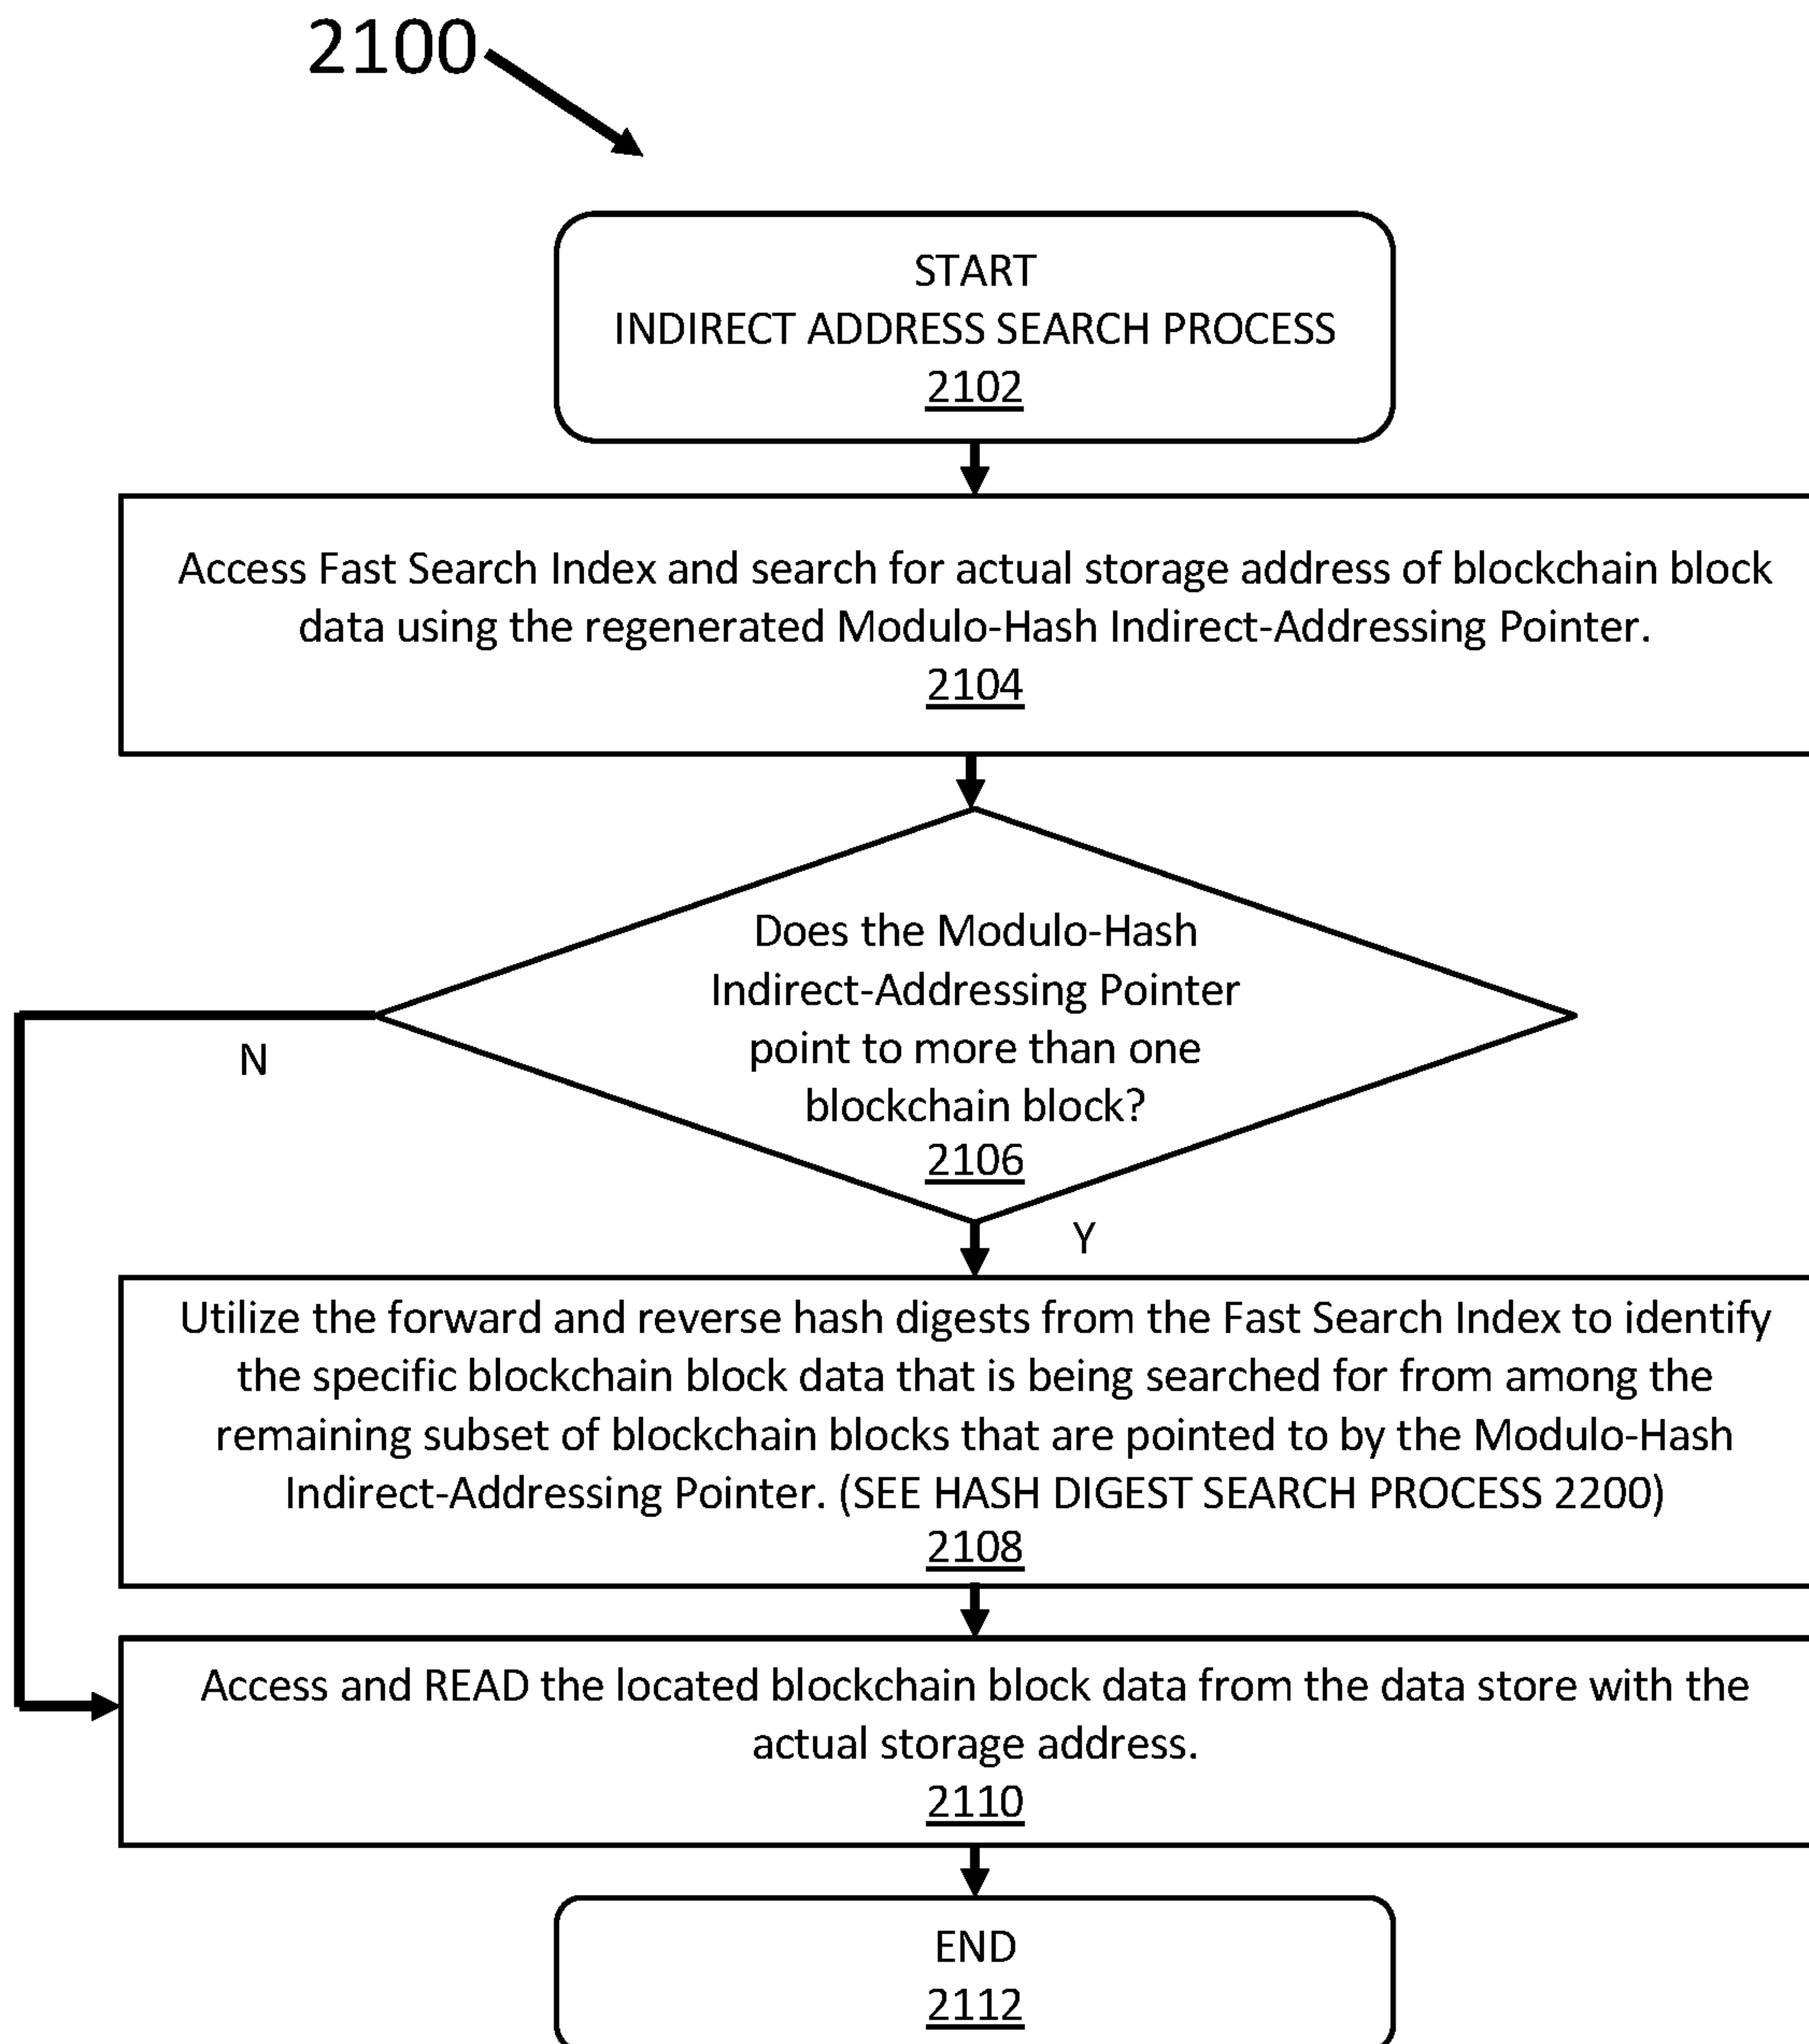 2100
START
INDIRECT ADDRESS SEARCH PROCESS
2102
Access Fast Search Index and search for actual storage address of blockchain block
data using the regenerated Modulo-Hash Indirect-Addressing Pointer.
2104
Does the Modulo-Hash
Indirect-Addressing Pointer
point to more than one
blockchain block?
2106
N
Y
Utilize the forward and reverse hash digests from the Fast Search Index to identify
the specific blockchain block data that is being searched for from among the
remaining subset of blockchain blocks that are pointed to by the Modulo-Hash
Indirect-Addressing Pointer. (SEE HASH DIGEST SEARCH PROCESS 2200)
2108
Access and READ the located blockchain block data from the data store with the
actual storage address.
2110
END
2112